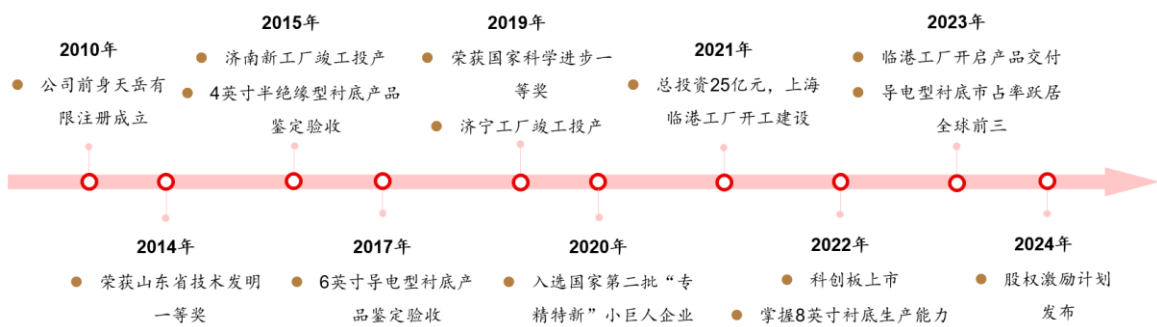 2010年
公司前身天岳有
限注册成立
2014年
荣获山东省技术发明
一等奖
2015年
济南新工厂竣工投产
4英寸半绝缘型衬底产品
鉴定验收
2017年
6英寸导电型衬底产
品鉴定验收
2019年
荣获国家科学进步一
等奖
济宁工厂竣工投产
2020年
入选国家第二批“专
精特新”小巨人企业
2021年
总投资25亿元，上海
临港工厂开工建设
2022年
科创板上市
掌握8英寸衬底生产能力
2023年
临港工厂开启产品交付
导电型衬底市占率跃居
全球前三
2024年
股权激励计划
发布